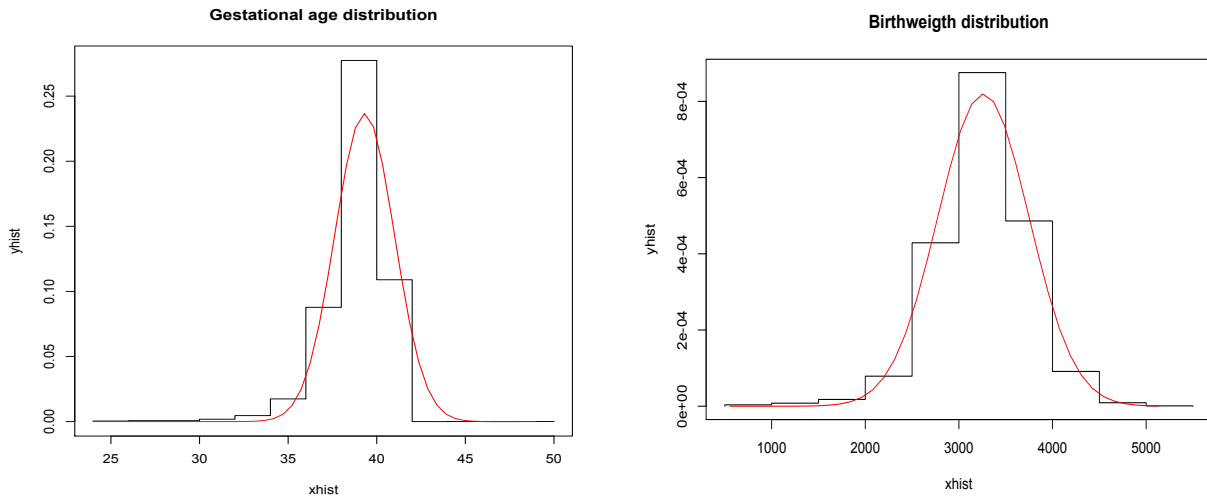 Gestational age distribution
yhist
0.25
0.20
0.15
0.10
0.05
0.00
25 30 35 40 45 50
xhist
Birthweigth distribution
yhist
8e-04
6e-04
4e-04
2e-04
0e+00
1000 2000 3000 4000 5000
xhist